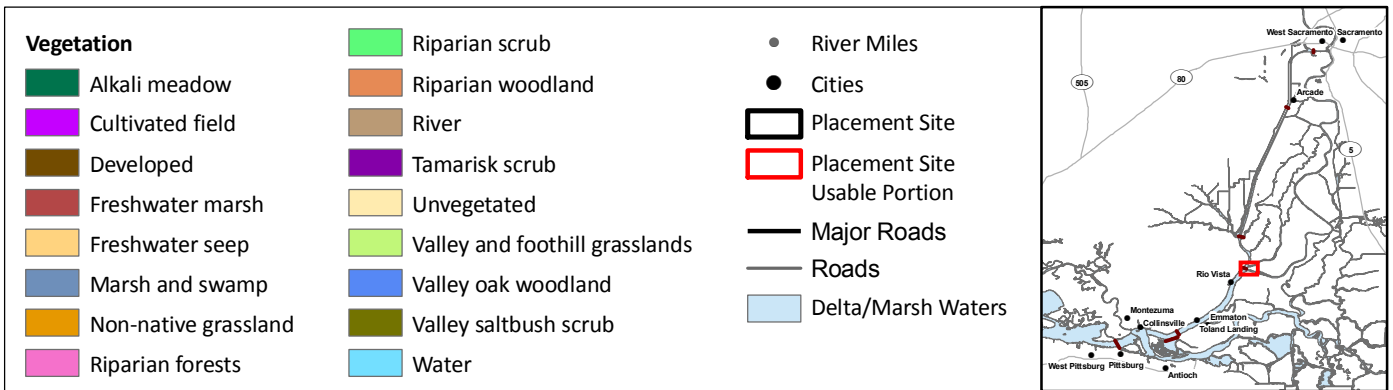 Vegetation
Alkali meadow
Cultivated field
Developed
Freshwater marsh
Freshwater seep
Marsh and swamp
Non-native grassland
Riparian forests
Riparian scrub
Riparian woodland
River
Tamarisk scrub
Unvegetated
Valley and foothill grasslands
Valley oak woodland
Valley saltbush scrub
Water
River Miles
Cities
Placement Site
Placement Site
Usable Portion
Major Roads
Roads
Delta/Marsh Waters
West Sacramento
Sacramento
505
80
Arcade
5
Rio Vista
Montezuma
Collinsville
Emmaton
Toland Landing
West Pittsburg
Pittsburg
Antioch